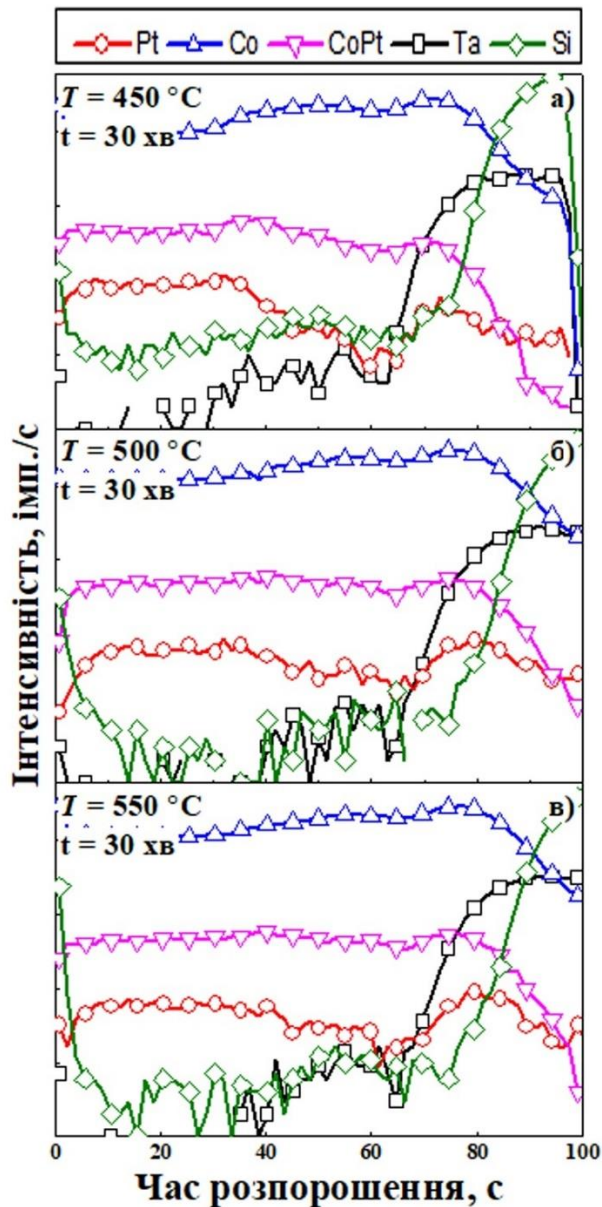 Pt Co CoPt Ta Si
T = 450 °C
t = 30 хв
а)
T = 500 °C
t = 30 хв
б)
T = 550 °C
t = 30 хв
в)
Інтенсивність, імп./с
0 20 40 60 80 100
Час розпорошення, с